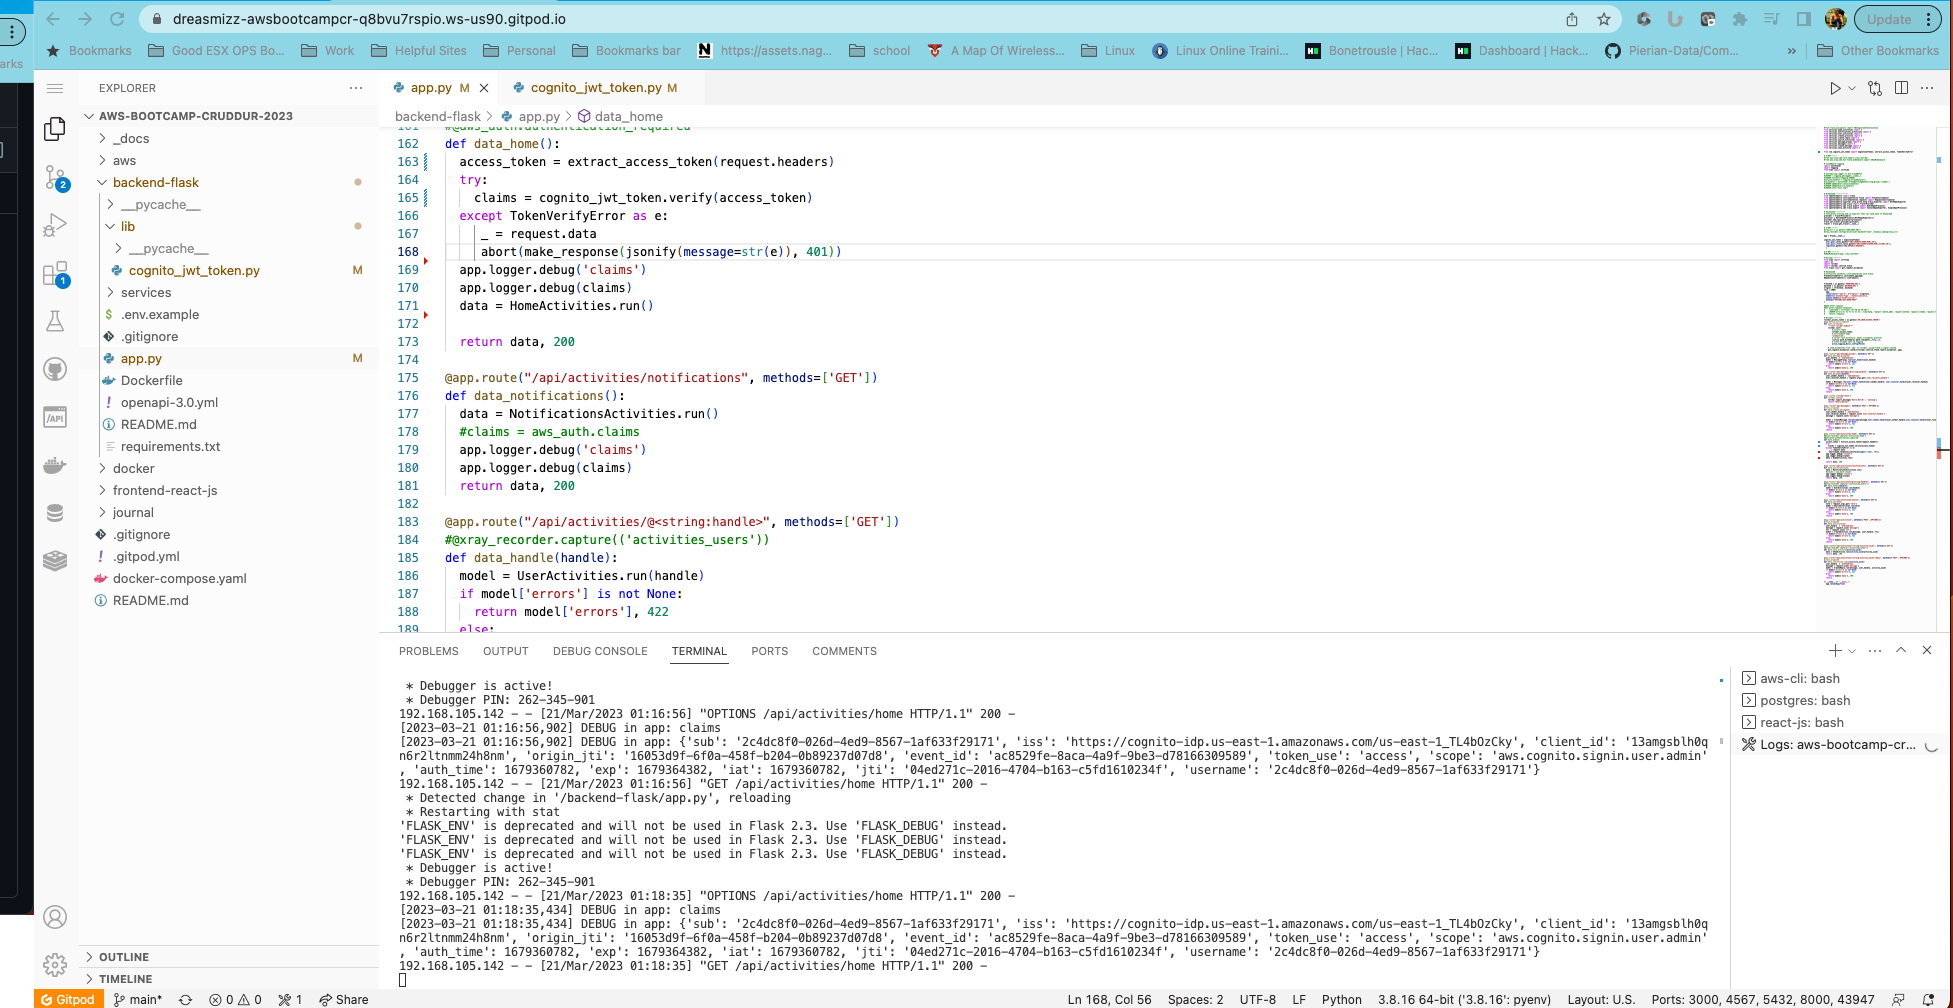 dreasmizz-awsbootcampcr-q8bvu7rspio.ws-us90.gitpod.io
Update
arks
Bookmarks
Good ESX OPS Bo...
Work
Helpful Sites
Personal
Bookmarks bar
https://assets.nag...
school
A Map Of Wireless...
Linux
Linux Online Traini...
Bonetrousle | Hac...
Dashboard | Hack...
Pierian-Data/Com...
»
Other Bookmarks
EXPLORER
AWS-BOOTCAMP-CRUDDUR-2023
_docs
aws
backend-flask
__pycache__
lib
__pycache__
cognito_jwt_token.py M
services
.env.example
.gitignore
app.py M
Dockerfile
openapi-3.0.yml
README.md
requirements.txt
docker
frontend-react-js
journal
.gitignore
.gitpod.yml
docker-compose.yaml
README.md
OUTLINE
TIMELINE
2
1
/API
app.py M
cognito_jwt_token.py M
backend-flask > app.py > data_home
161 #@aws_auth.authentication_required
162 def data_home():
163 access_token = extract_access_token(request.headers)
164 try:
165 claims = cognito_jwt_token.verify(access_token)
166 except TokenVerifyError as e:
167 _ = request.data
168 abort(make_response(jsonify(message=str(e)), 401))
169 app.logger.debug('claims')
170 app.logger.debug(claims)
171 data = HomeActivities.run()
172
173 return data, 200
174
175 @app.route("/api/activities/notifications", methods=['GET'])
176 def data_notifications():
177 data = NotificationsActivities.run()
178 #claims = aws_auth.claims
179 app.logger.debug('claims')
180 app.logger.debug(claims)
181 return data, 200
182
183 @app.route("/api/activities/@<string:handle>", methods=['GET'])
184 #@xray_recorder.capture(('activities_users'))
185 def data_handle(handle):
186 model = UserActivities.run(handle)
187 if model['errors'] is not None:
188 return model['errors'], 422
189 else:
PROBLEMS OUTPUT DEBUG CONSOLE TERMINAL PORTS COMMENTS
* Debugger is active!
* Debugger PIN: 262-345-901
192.168.105.142 - - [21/Mar/2023 01:16:56] "OPTIONS /api/activities/home HTTP/1.1" 200 -
[2023-03-21 01:16:56,902] DEBUG in app: claims
[2023-03-21 01:16:56,902] DEBUG in app: {'sub': '2c4dc8f0-026d-4ed9-8567-1af633f29171', 'iss': 'https://cognito-idp.us-east-1.amazonaws.com/us-east-1_TL4bOzCky', 'client_id': '13amgsblh0q
n6r2ltnmm24h8nm', 'origin_jti': '16053d9f-6f0a-458f-b204-0b89237d07d8', 'event_id': 'ac8529fe-8aca-4a9f-9be3-d78166309589', 'token_use': 'access', 'scope': 'aws.cognito.signin.user.admin'
, 'auth_time': 1679360782, 'exp': 1679364382, 'iat': 1679360782, 'jti': '04ed271c-2016-4704-b163-c5fd1610234f', 'username': '2c4dc8f0-026d-4ed9-8567-1af633f29171'}
192.168.105.142 - - [21/Mar/2023 01:16:56] "GET /api/activities/home HTTP/1.1" 200 -
* Detected change in '/backend-flask/app.py', reloading
* Restarting with stat
'FLASK_ENV' is deprecated and will not be used in Flask 2.3. Use 'FLASK_DEBUG' instead.
'FLASK_ENV' is deprecated and will not be used in Flask 2.3. Use 'FLASK_DEBUG' instead.
'FLASK_ENV' is deprecated and will not be used in Flask 2.3. Use 'FLASK_DEBUG' instead.
* Debugger is active!
* Debugger PIN: 262-345-901
192.168.105.142 - - [21/Mar/2023 01:18:35] "OPTIONS /api/activities/home HTTP/1.1" 200 -
[2023-03-21 01:18:35,434] DEBUG in app: claims
[2023-03-21 01:18:35,434] DEBUG in app: {'sub': '2c4dc8f0-026d-4ed9-8567-1af633f29171', 'iss': 'https://cognito-idp.us-east-1.amazonaws.com/us-east-1_TL4bOzCky', 'client_id': '13amgsblh0q
n6r2ltnmm24h8nm', 'origin_jti': '16053d9f-6f0a-458f-b204-0b89237d07d8', 'event_id': 'ac8529fe-8aca-4a9f-9be3-d78166309589', 'token_use': 'access', 'scope': 'aws.cognito.signin.user.admin'
, 'auth_time': 1679360782, 'exp': 1679364382, 'iat': 1679360782, 'jti': '04ed271c-2016-4704-b163-c5fd1610234f', 'username': '2c4dc8f0-026d-4ed9-8567-1af633f29171'}
192.168.105.142 - - [21/Mar/2023 01:18:35] "GET /api/activities/home HTTP/1.1" 200 -
aws-cli: bash
postgres: bash
react-js: bash
Logs: aws-bootcamp-cr...
Gitpod main* 0 0 1 Share
Ln 168, Col 56 Spaces: 2 UTF-8 LF Python 3.8.16 64-bit ('3.8.16': pyenv) Layout: U.S. Ports: 3000, 4567, 5432, 8000, 43947